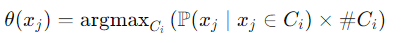 θ(x_j) = argmax_{C_i} (ℙ(x_j | x_j ∈ C_i) × #C_i)